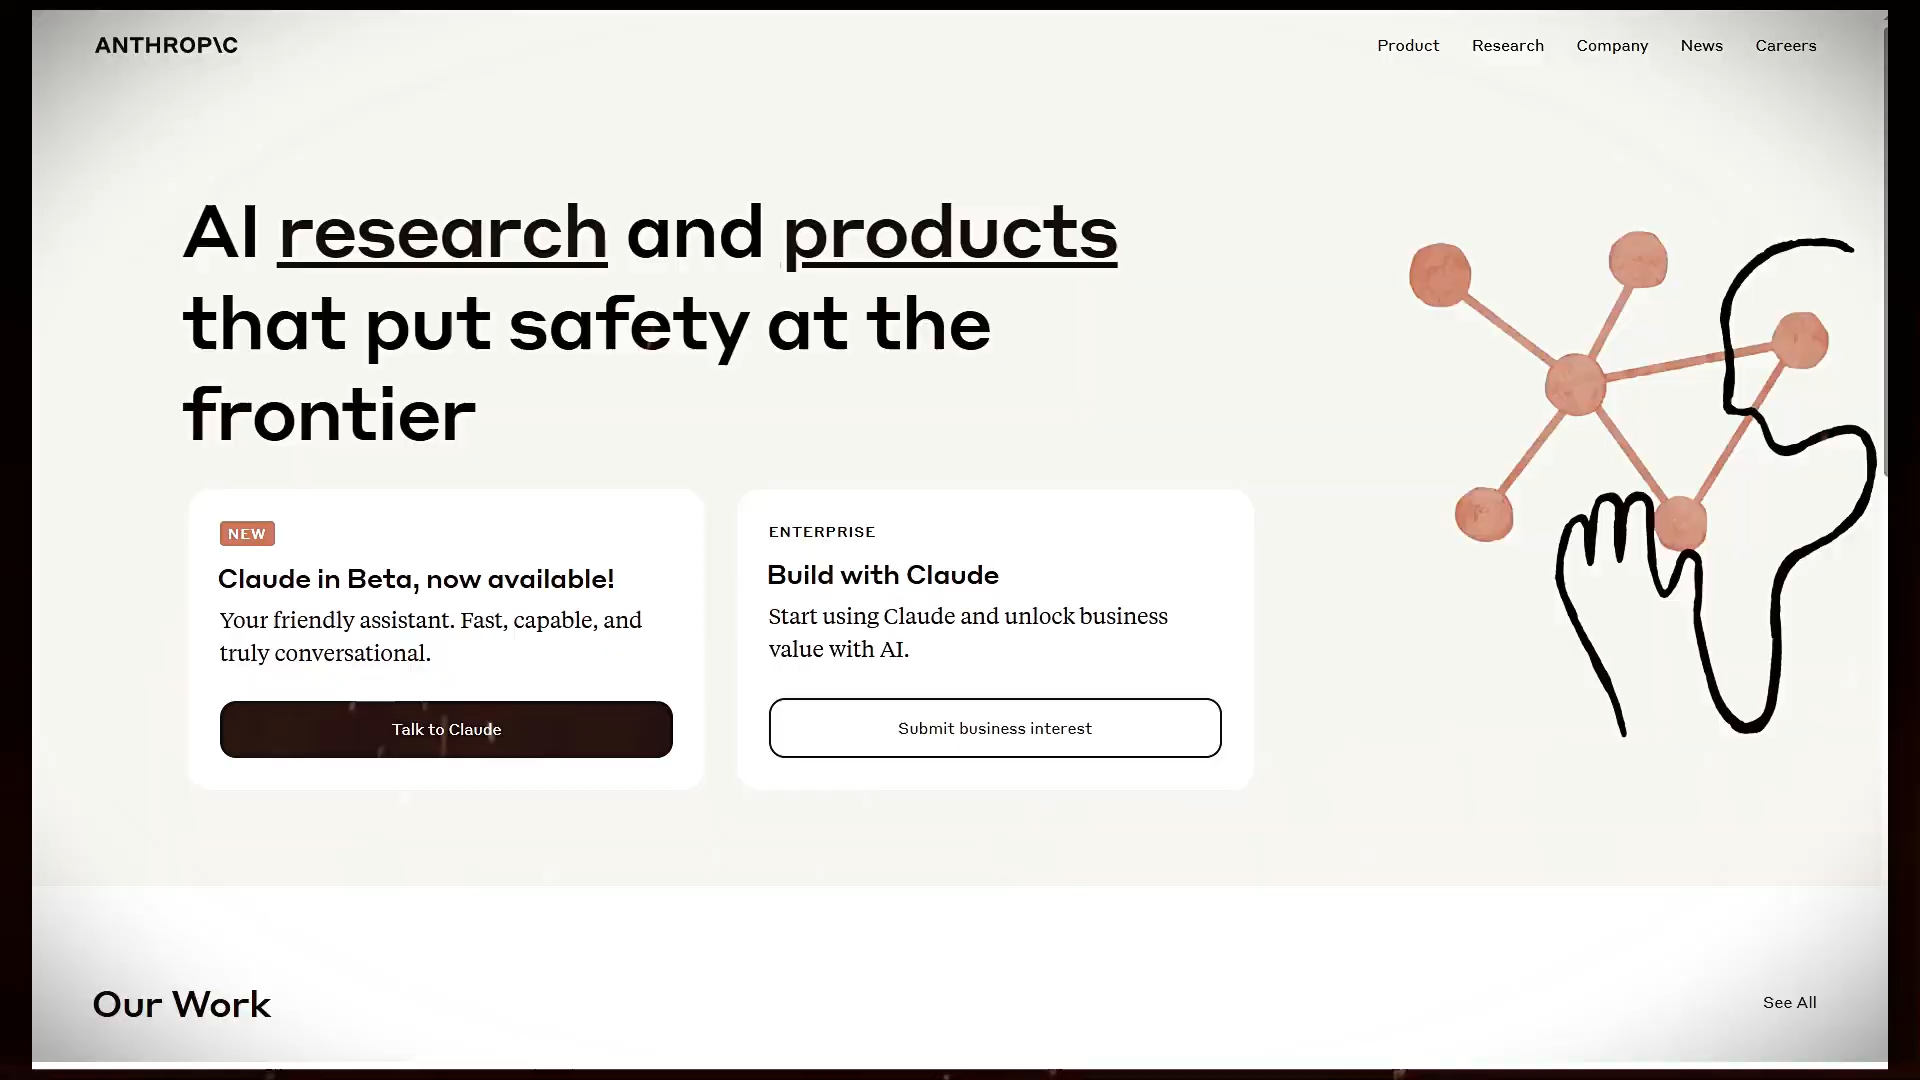 ANTHROP\C
Product Research Company News Careers
AI research and products
that put safety at the
frontier
NEW
Claude in Beta, now available!
Your friendly assistant. Fast, capable, and
truly conversational.
Talk to Claude
ENTERPRISE
Build with Claude
Start using Claude and unlock business
value with AI.
Submit business interest
Our Work
See All